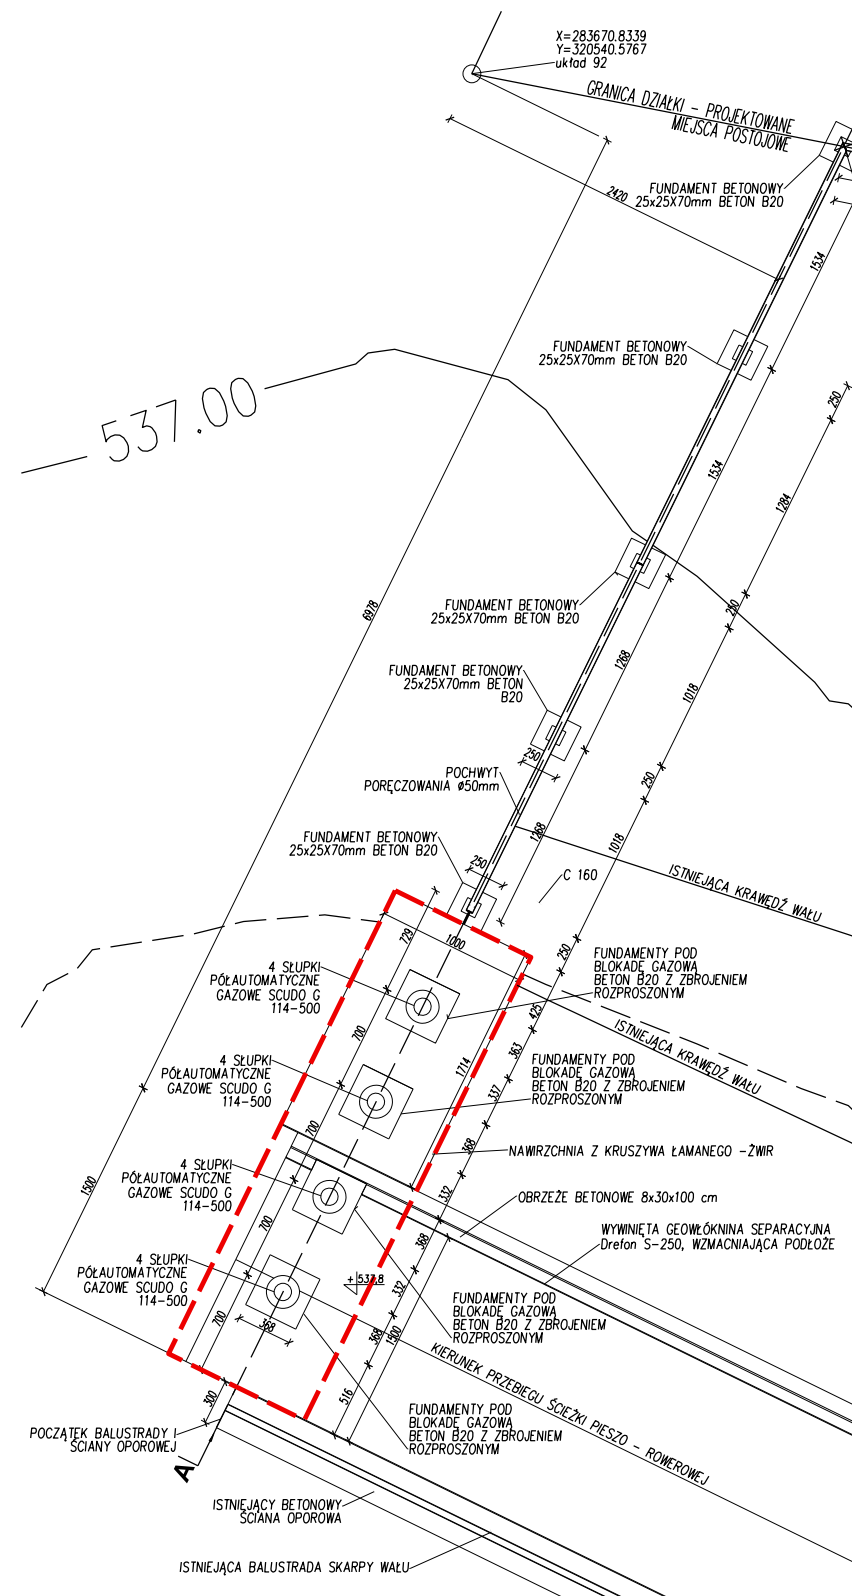 X=283670.8339
Y=320540.5767
układ 92
GRANICA DZIAŁKI - PROJEKTOWANE
MIEJSCA POSTOJOWE
FUNDAMENT BETONOWY
25x25X70mm BETON B20
2420
1534
FUNDAMENT BETONOWY
25x25X70mm BETON B20
537.00
250
1534
1284
FUNDAMENT BETONOWY
25x25X70mm BETON B20
6978
250
1268
1018
FUNDAMENT BETONOWY
25x25X70mm BETON
B20
250
250
POCHWYT
PORĘCZOWANIA ø50mm
1268
1018
FUNDAMENT BETONOWY
25x25X70mm BETON B20
250
C 160
ISTNIEJĄCA KRAWĘDŹ WAŁU
729
1000
250
4 SŁUPKI
PÓŁAUTOMATYCZNE
GAZOWE SCUDO G
114-500
FUNDAMENTY POD
BLOKADĘ GAZOWĄ
BETON B20 Z ZBROJENIEM
ROZPROSZONYM
425
700
363
ISTNIEJĄCA KRAWĘDŹ WAŁU
4 SŁUPKI
PÓŁAUTOMATYCZNE
GAZOWE SCUDO G
114-500
1714
FUNDAMENTY POD
BLOKADĘ GAZOWĄ
BETON B20 Z ZBROJENIEM
ROZPROSZONYM
337
700
368
NAWIRZCHNIA Z KRUSZYWA ŁAMANEGO -ŻWIR
4 SŁUPKI
PÓŁAUTOMATYCZNE
GAZOWE SCUDO G
114-500
1500
332
OBRZEŻE BETONOWE 8x30x100 cm
700
368
WYWINIĘTA GEOWŁÓKNINA SEPARACYJNA
Drefon S-250, WZMACNIAJĄCA PODŁOŻE
4 SŁUPKI
PÓŁAUTOMATYCZNE
GAZOWE SCUDO G
114-500
+537,8
332
FUNDAMENTY POD
BLOKADĘ GAZOWĄ
BETON B20 Z ZBROJENIEM
ROZPROSZONYM
700
368
368
1500
KIERUNEK PRZEBIEGU ŚCIEŻKI PIESZO - ROWEROWEJ
300
516
FUNDAMENTY POD
BLOKADĘ GAZOWĄ
BETON B20 Z ZBROJENIEM
ROZPROSZONYM
POCZĄTEK BALUSTRADY I
ŚCIANY OPOROWEJ
A
ISTNIEJĄCY BETONOWY
ŚCIANA OPOROWA
ISTNIEJĄCA BALUSTRADA SKARPY WAŁU